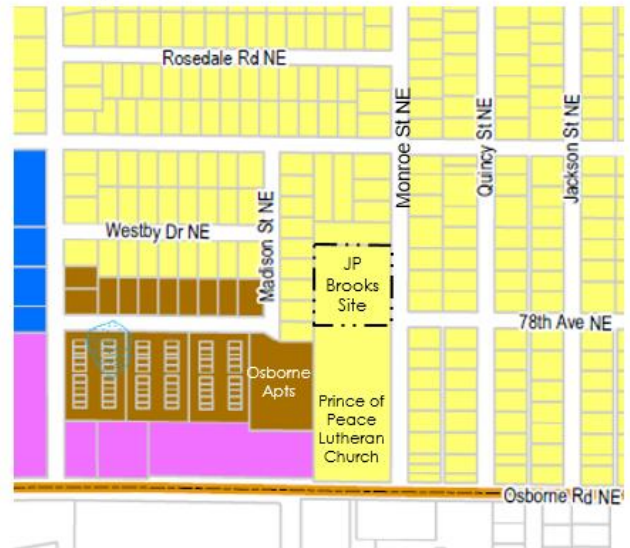 Rosedale Rd NE
Monroe St NE
Quincy St NE
Jackson St NE
Westby Dr NE
Madison St NE
JP
Brooks
Site
78th Ave NE
Osborne
Apts
Prince of
Peace
Lutheran
Church
Osborne Rd NE